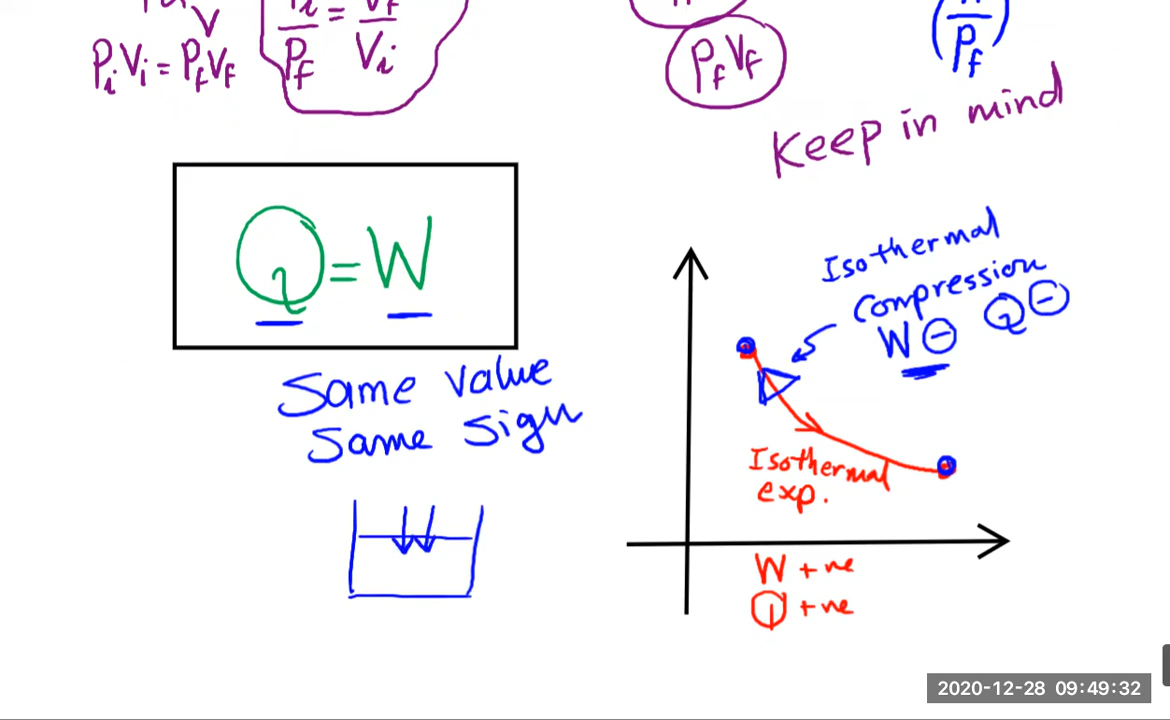 PiVi = PfVf
Pf
Vf
Vi
PfVf
Pf
Keep in mind
Q = W
Same value
Same sign
Isothermal
Compression
W ⊖ Q ⊖
Isothermal
exp.
W +ve
Q +ve
2020-12-28 09:49:32